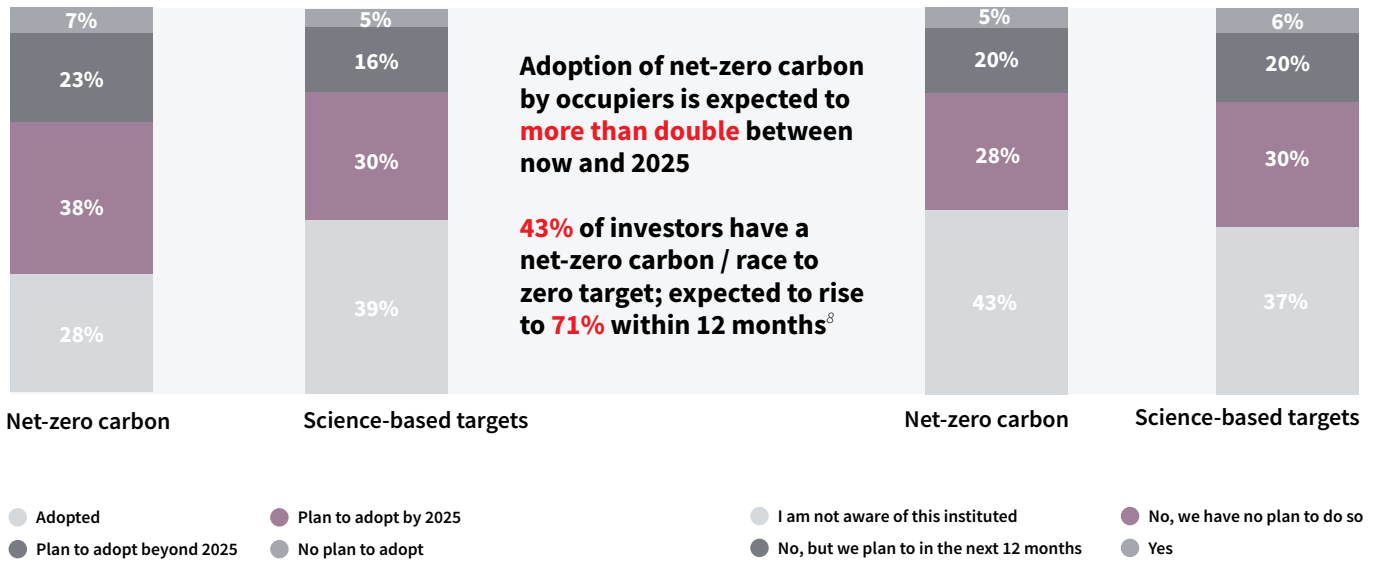 7%
23%
38%
28%
Net-zero carbon
5%
16%
30%
39%
Science-based targets
Adopted
Plan to adopt by 2025
Plan to adopt beyond 2025
No plan to adopt
Adoption of net-zero carbon
by occupiers is expected to
more than double between
now and 2025
43% of investors have a
net-zero carbon / race to
zero target; expected to rise
to 71% within 12 months8
5%
20%
28%
43%
Net-zero carbon
6%
20%
30%
37%
Science-based targets
I am not aware of this instituted
No, we have no plan to do so
No, but we plan to in the next 12 months
Yes